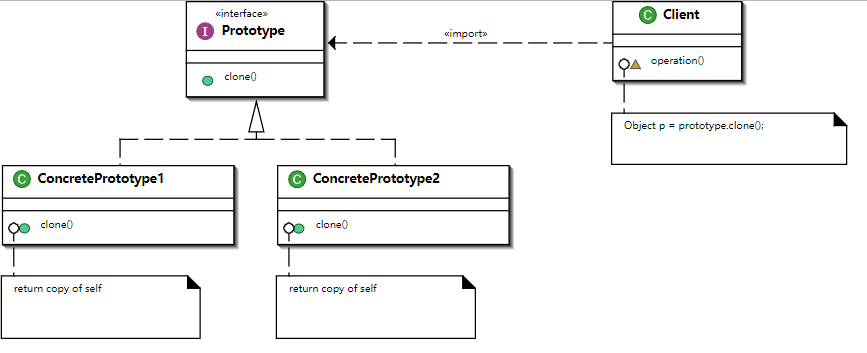 «interface»
I Prototype
clone()
«import»
C Client
operation()
Object p = prototype.clone();
C ConcretePrototype1
clone()
return copy of self
C ConcretePrototype2
clone()
return copy of self